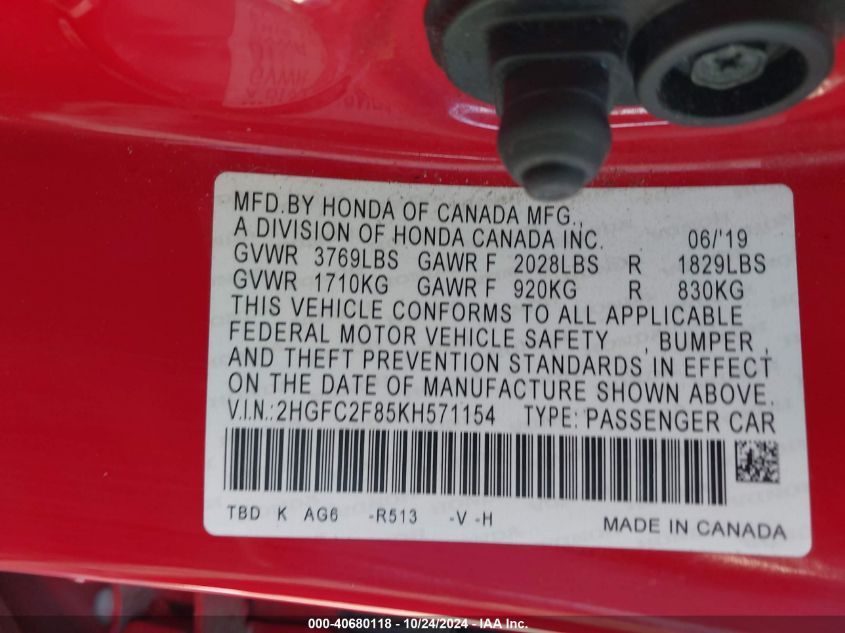 MFD.BY HONDA OF CANADA MFG.,
A DIVISION OF HONDA CANADA INC. 06/'19
GVWR 3769LBS GAWR F 2028LBS R 1829LBS
GVWR 1710KG GAWR F 920KG R 830KG
THIS VEHICLE CONFORMS TO ALL APPLICABLE
FEDERAL MOTOR VEHICLE SAFETY , BUMPER ,
AND THEFT PREVENTION STANDARDS IN EFFECT
ON THE DATE OF MANUFACTURE SHOWN ABOVE.
V.I.N.:2HGFC2F85KH571154 TYPE: PASSENGER CAR
TBD K AG6 -R513 -V -H
MADE IN CANADA
000-40680118 - 10/24/2024 - IAA Inc.